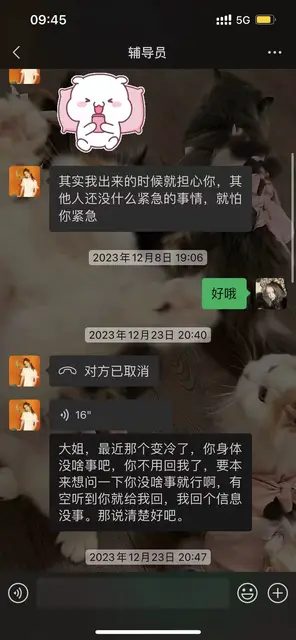 09:45
5G
辅导员
其实我出来的时候就担心你，其
他人还没什么紧急的事情，就怕
你紧急
2023年12月8日 19:06
好哦
2023年12月23日 20:40
对方已取消
16"
大姐，最近那个变冷了，你身体
没啥事吧，你不用回我了，要本
来想问一下你没啥事就行啊，有
空听到你就给我回，我回个信息
没事。那说清楚好吧。
2023年12月23日 20:47